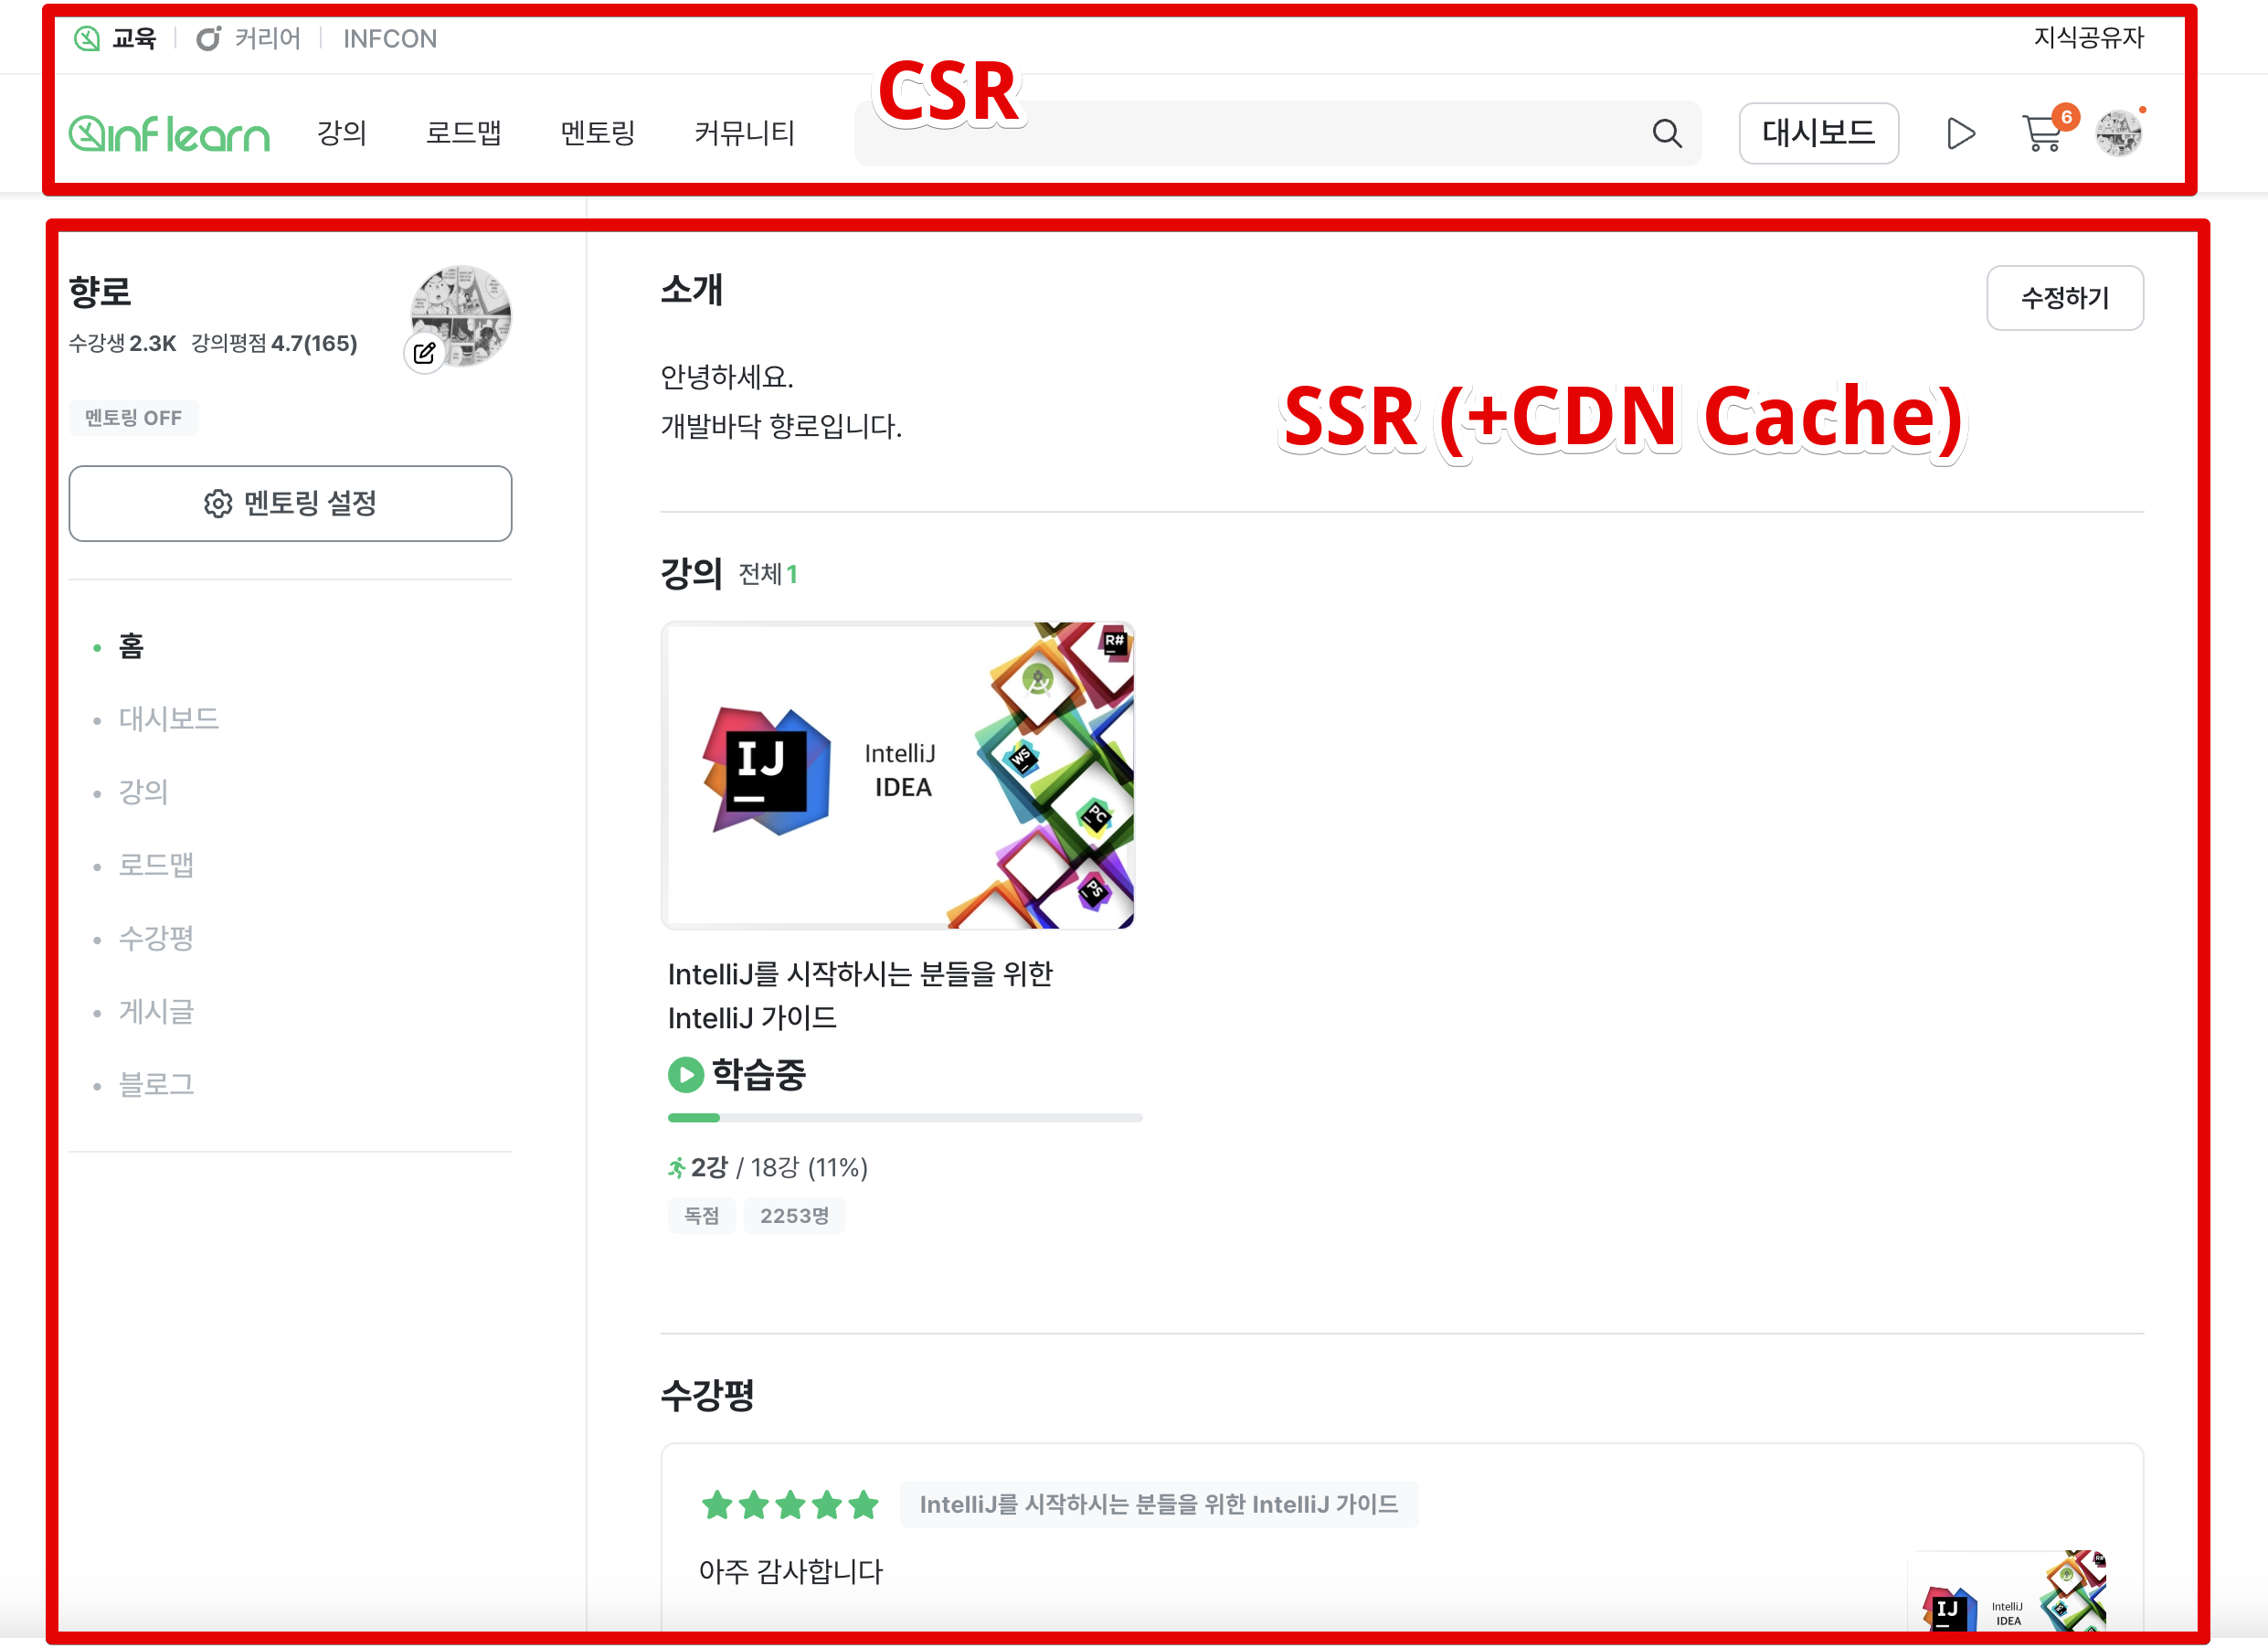 교육 커리어 INFCON 지식공유자
CSR
inflearn 강의 로드맵 멘토링 커뮤니티 대시보드 6
향로
수강생 2.3K 강의평점 4.7(165)
멘토링 OFF
멘토링 설정
홈
대시보드
강의
로드맵
수강평
게시글
블로그
소개 수정하기
안녕하세요.
개발바닥 향로입니다.
SSR (+CDN Cache)
강의 전체 1
R#
IJ
IntelliJ
IDEA
WS
PC
PS
IntelliJ를 시작하시는 분들을 위한
IntelliJ 가이드
학습중
2강 / 18강 (11%)
독점 2253명
수강평
IntelliJ를 시작하시는 분들을 위한 IntelliJ 가이드
아주 감사합니다
IJ
IntelliJ
IDEA